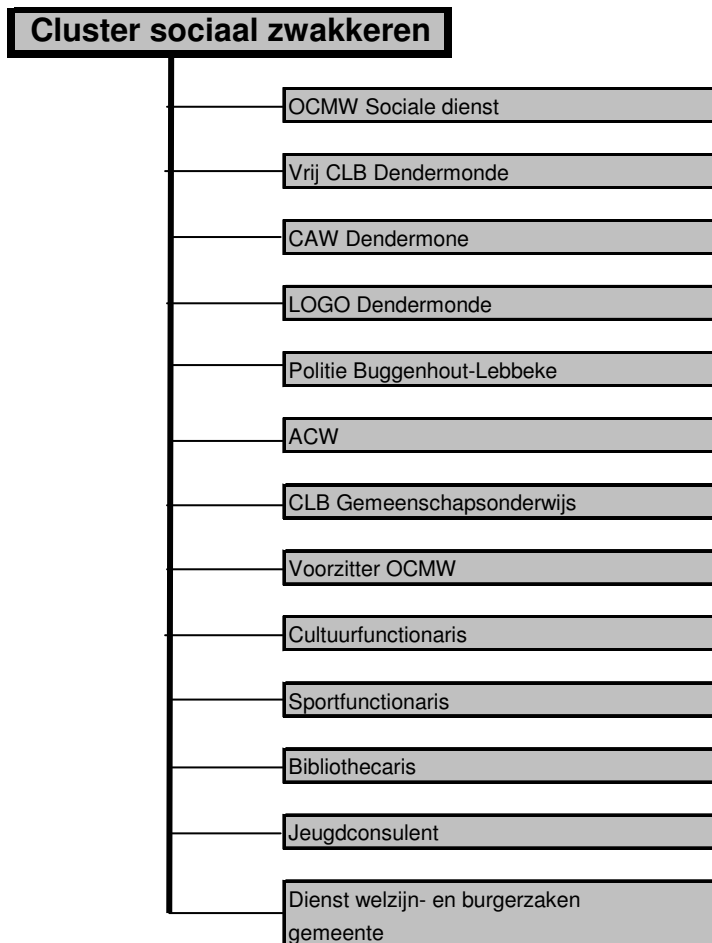 Cluster sociaal zwakkeren
OCMW Sociale dienst
Vrij CLB Dendermonde
CAW Dendermone
LOGO Dendermonde
Politie Buggenhout-Lebbeke
ACW
CLB Gemeenschapsonderwijs
Voorzitter OCMW
Cultuurfunctionaris
Sportfunctionaris
Bibliothecaris
Jeugdconsulent
Dienst welzijn- en burgerzaken
gemeente